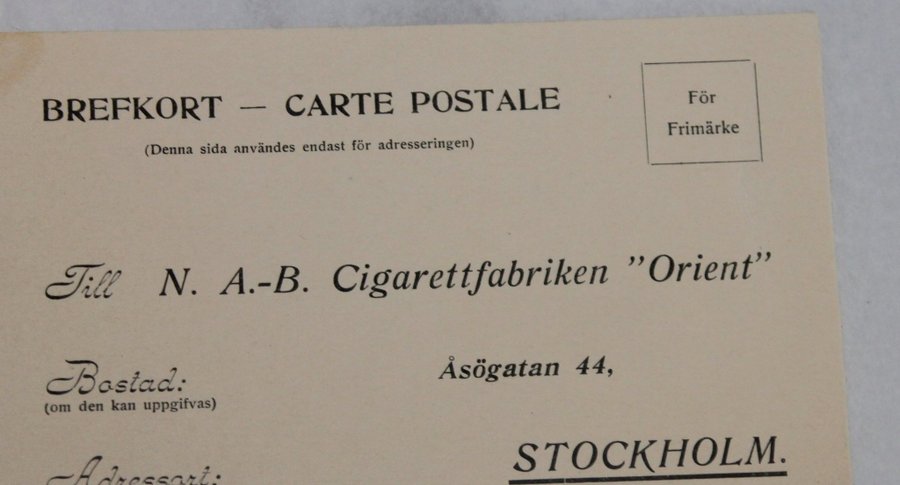 BREFKORT — CARTE POSTALE
(Denna sida användes endast för adresseringen)
För
Frimärke
Till N. A.-B. Cigarettfabriken "Orient"
Åsögatan 44,
Bostad:
(om den kan uppgifvas)
STOCKHOLM.
Adressort: